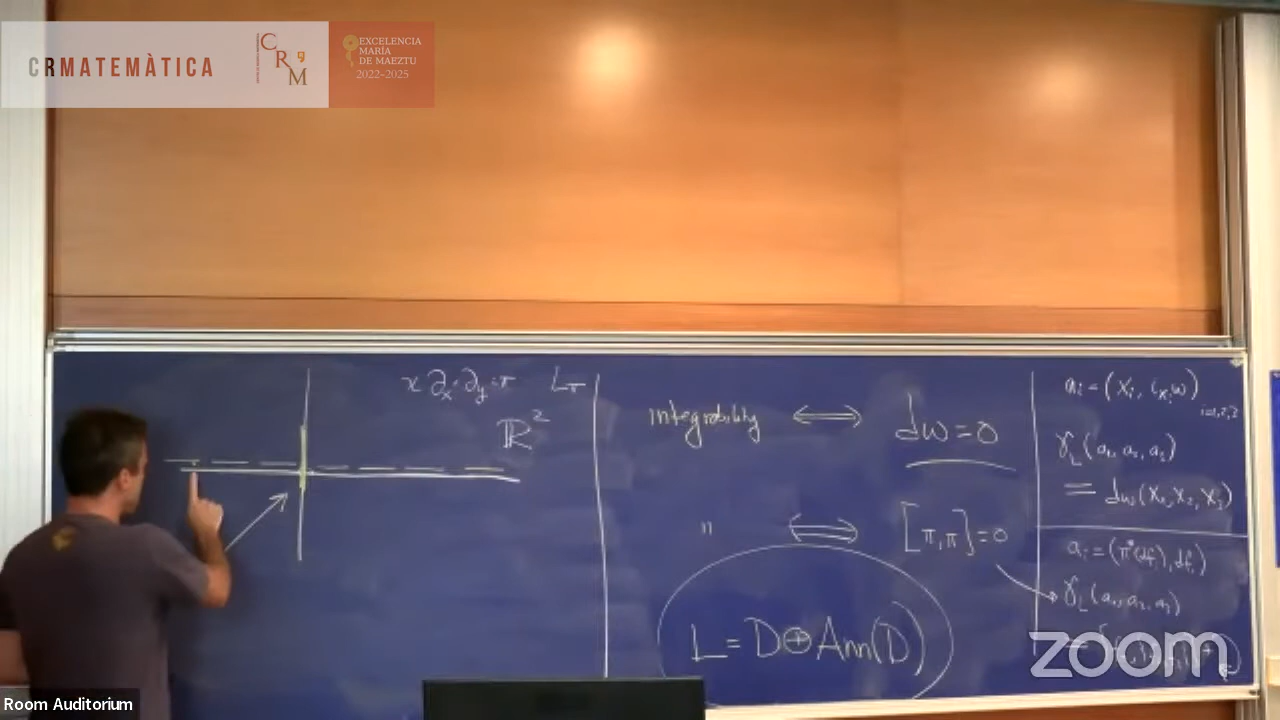 CRMATEMÀTICA
CRM
EXCELENCIA
MARÍA
DE MAEZTU
2022-2025
x ∂x∧∂y=π Lπ
ℝ²
integrability ⟺ dω=0
" ⟺ [π,π]=0
L=D⊕Ann(D)
aᵢ=(Xᵢ, i_{Xᵢ}ω)
i=1,2,3
γ_L(a₁,a₂,a₃)
= dω(X₁,X₂,X₃)
aᵢ=(π♯(dfᵢ),dfᵢ)
γ_L(a₁,a₂,a₃)
=
zoom
Room Auditorium